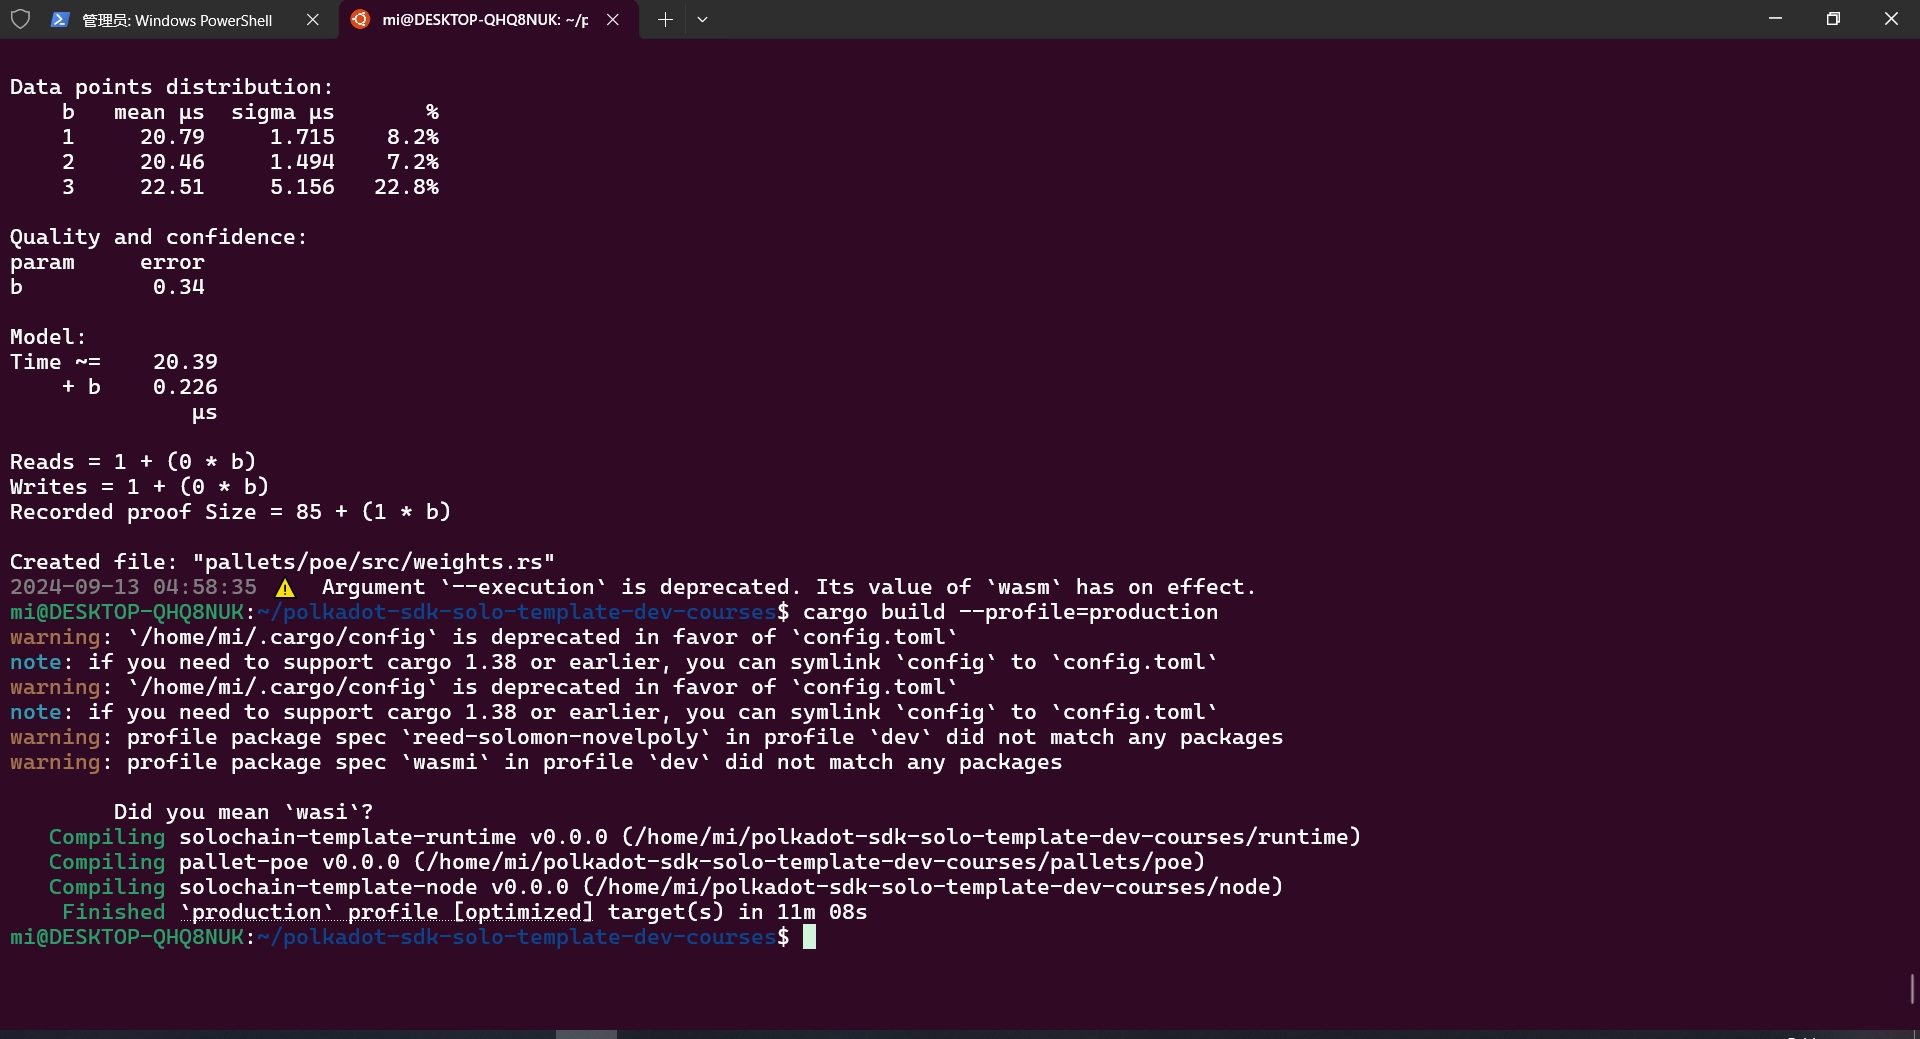 管理员: Windows PowerShell
mi@DESKTOP-QHQ8NUK: ~/p
Data points distribution:
b mean µs sigma µs %
1 20.79 1.715 8.2%
2 20.46 1.494 7.2%
3 22.51 5.156 22.8%
Quality and confidence:
param error
b 0.34
Model:
Time ~= 20.39
+ b 0.226
µs
Reads = 1 + (0 * b)
Writes = 1 + (0 * b)
Recorded proof Size = 85 + (1 * b)
Created file: "pallets/poe/src/weights.rs"
2024-09-13 04:58:35 ⚠ Argument `--execution` is deprecated. Its value of `wasm` has on effect.
mi@DESKTOP-QHQ8NUK:~/polkadot-sdk-solo-template-dev-courses$ cargo build --profile=production
warning: `/home/mi/.cargo/config` is deprecated in favor of `config.toml`
note: if you need to support cargo 1.38 or earlier, you can symlink `config` to `config.toml`
warning: `/home/mi/.cargo/config` is deprecated in favor of `config.toml`
note: if you need to support cargo 1.38 or earlier, you can symlink `config` to `config.toml`
warning: profile package spec `reed-solomon-novelpoly` in profile `dev` did not match any packages
warning: profile package spec `wasmi` in profile `dev` did not match any packages
Did you mean `wasi`?
Compiling solochain-template-runtime v0.0.0 (/home/mi/polkadot-sdk-solo-template-dev-courses/runtime)
Compiling pallet-poe v0.0.0 (/home/mi/polkadot-sdk-solo-template-dev-courses/pallets/poe)
Compiling solochain-template-node v0.0.0 (/home/mi/polkadot-sdk-solo-template-dev-courses/node)
Finished `production` profile [optimized] target(s) in 11m 08s
mi@DESKTOP-QHQ8NUK:~/polkadot-sdk-solo-template-dev-courses$